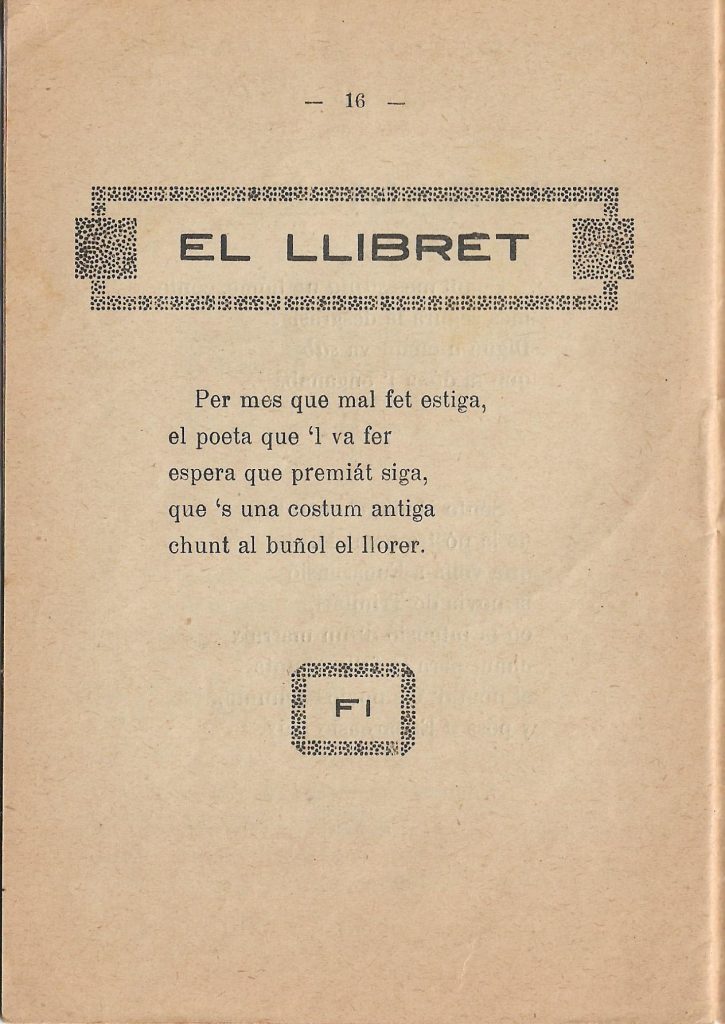 — 16 —
EL LLIBRÉT
Per mes que mal fet estiga,
el poeta que ‘l va fer
espera que premiát siga,
que ‘s una costum antiga
chunt al buñol el llorer.
FI